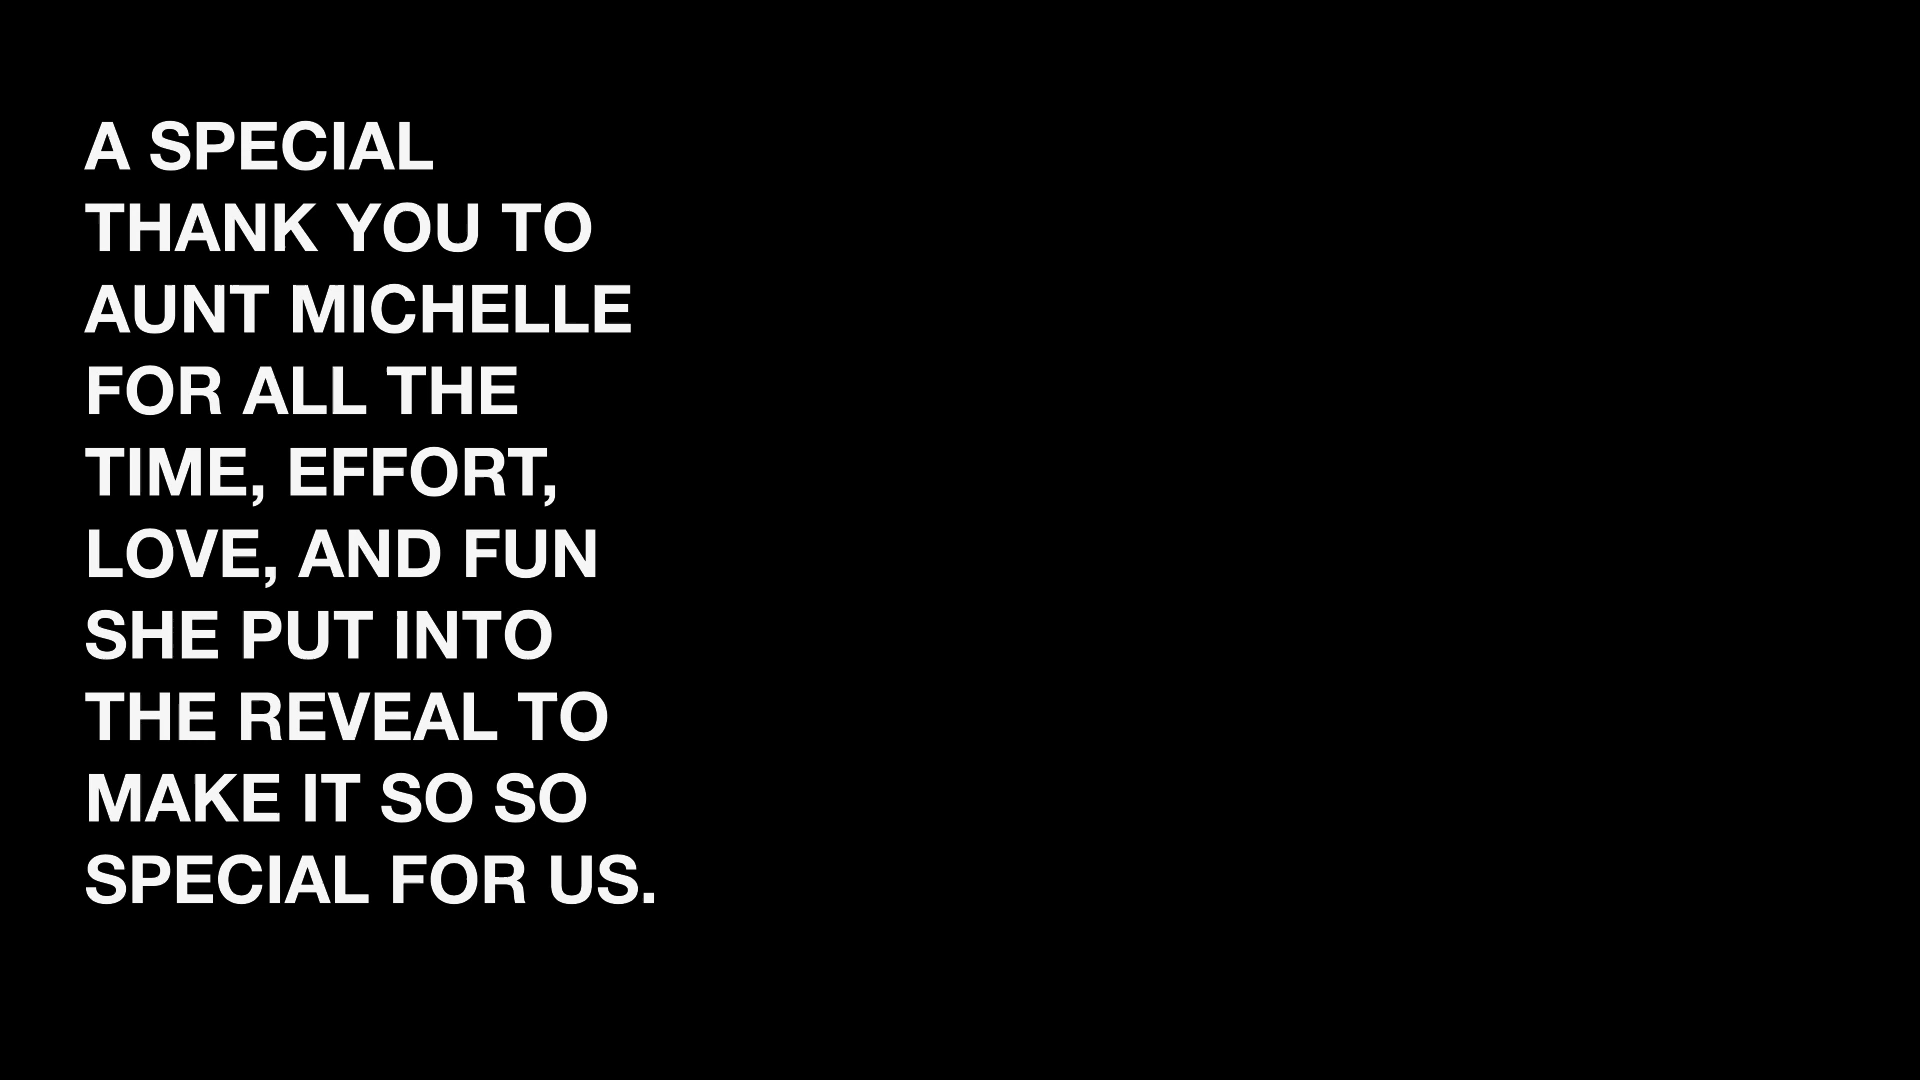 A SPECIAL
THANK YOU TO
AUNT MICHELLE
FOR ALL THE
TIME, EFFORT,
LOVE, AND FUN
SHE PUT INTO
THE REVEAL TO
MAKE IT SO SO
SPECIAL FOR US.